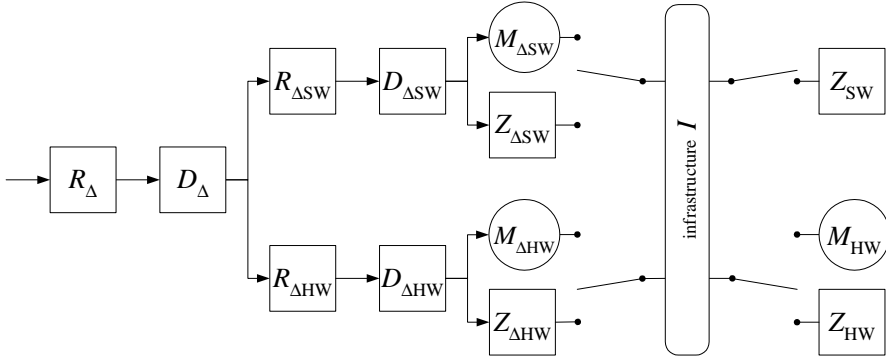 M_ΔSW
R_ΔSW D_ΔSW Z_SW
Z_ΔSW
infrastructure I
R_Δ D_Δ
M_ΔHW M_HW
R_ΔHW D_ΔHW
Z_ΔHW Z_HW